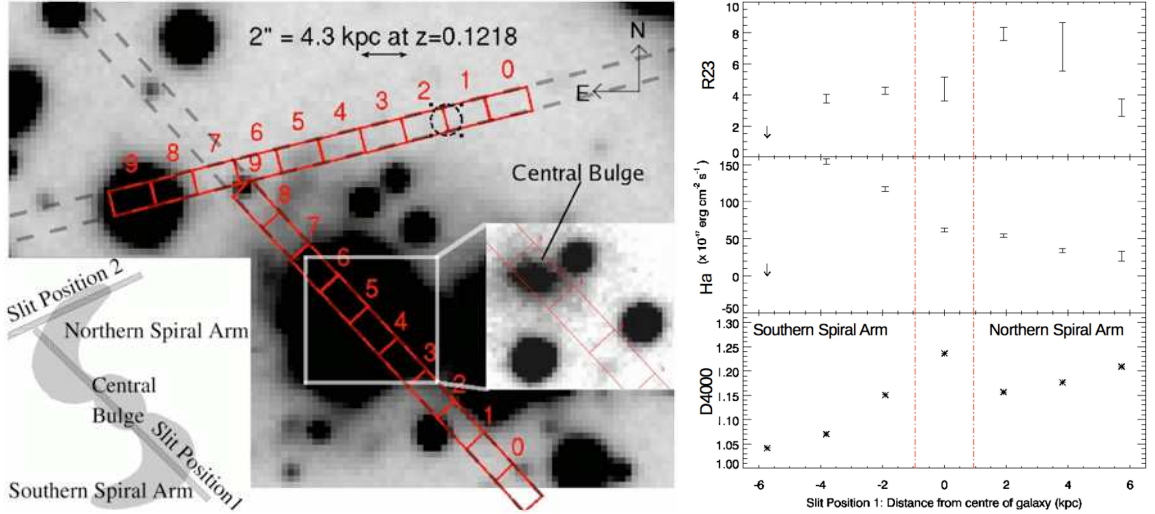 2" = 4.3 kpc at z=0.1218
N
E
0
1
2
3
4
5
6
7
8
9
9
8
7
6
5
4
3
2
1
0
Central Bulge
Slit Position 2
Northern Spiral Arm
Central
Bulge
Slit Position1
Southern Spiral Arm
R23
10
8
6
4
2
0
Ha (x 10⁻¹⁷ erg cm⁻² s⁻¹)
150
100
50
0
-50
D4000
1.30
1.25
1.20
1.15
1.10
1.05
1.00
Southern Spiral Arm
Northern Spiral Arm
-6 -4 -2 0 2 4 6
Slit Position 1: Distance from centre of galaxy (kpc)